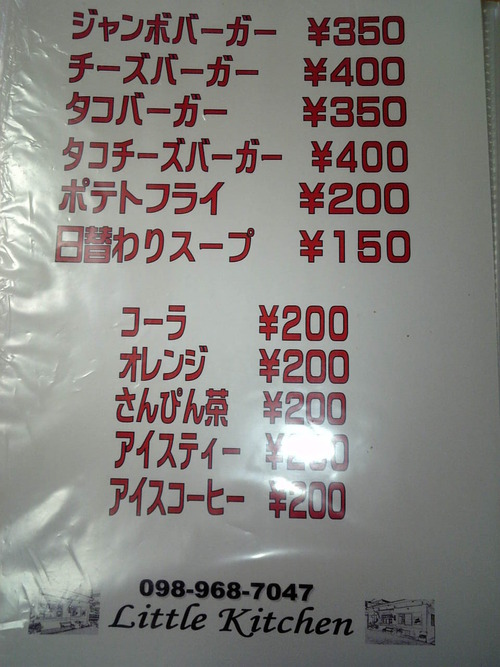 ジャンボバーガー ¥350
チーズバーガー ¥400
タコバーガー ¥350
タコチーズバーガー ¥400
ポテトフライ ¥200
日替わりスープ ¥150
コーラ ¥200
オレンジ ¥200
さんぴん茶 ¥200
アイスティー ¥200
アイスコーヒー ¥200
098-968-7047
Little Kitchen